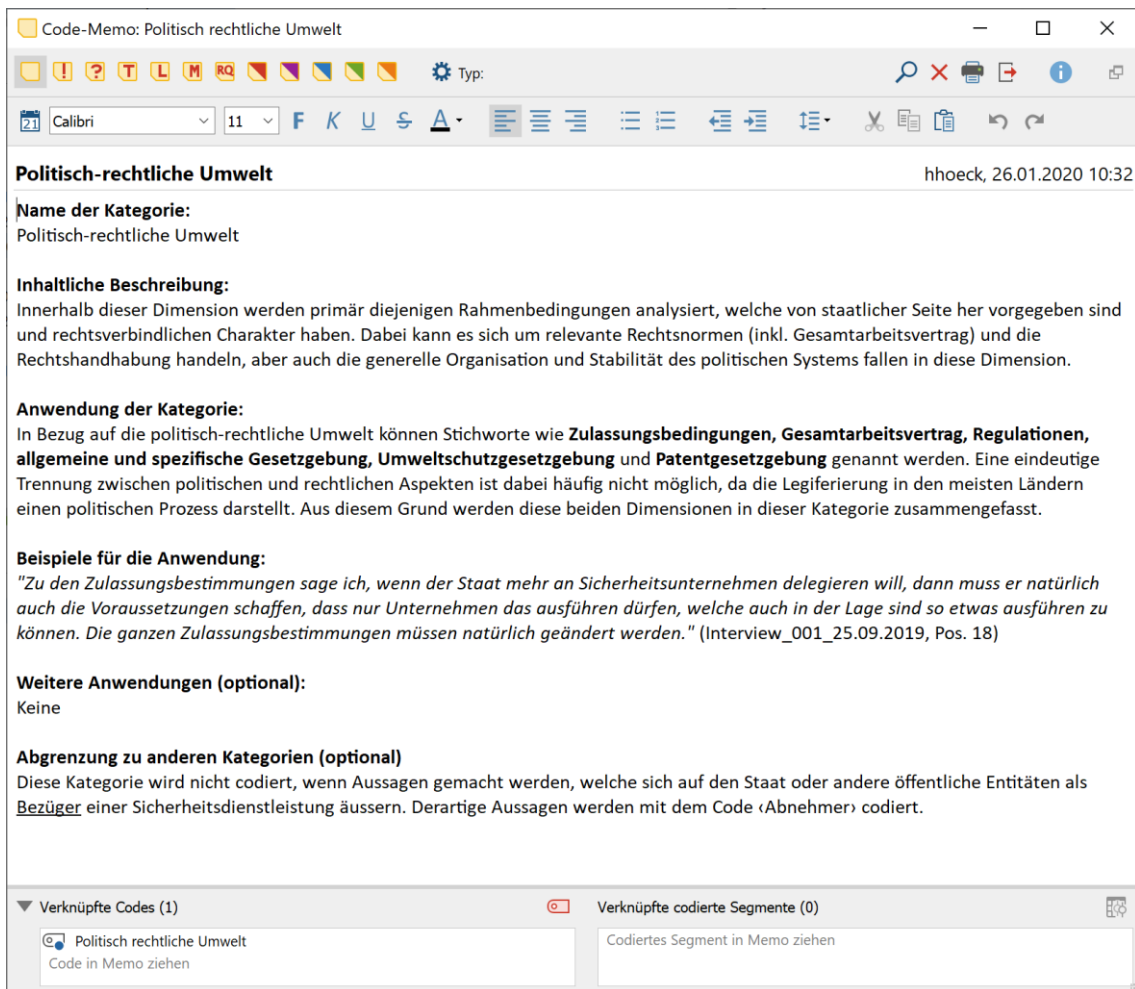 Code-Memo: Politisch rechtliche Umwelt
! ? T L M RQ Typ:
21 Calibri 11 F K U S A
Politisch-rechtliche Umwelt hhoeck, 26.01.2020 10:32
Name der Kategorie:
Politisch-rechtliche Umwelt
Inhaltliche Beschreibung:
Innerhalb dieser Dimension werden primär diejenigen Rahmenbedingungen analysiert, welche von staatlicher Seite her vorgegeben sind
und rechtsverbindlichen Charakter haben. Dabei kann es sich um relevante Rechtsnormen (inkl. Gesamtarbeitsvertrag) und die
Rechtshandhabung handeln, aber auch die generelle Organisation und Stabilität des politischen Systems fallen in diese Dimension.
Anwendung der Kategorie:
In Bezug auf die politisch-rechtliche Umwelt können Stichworte wie Zulassungsbedingungen, Gesamtarbeitsvertrag, Regulationen,
allgemeine und spezifische Gesetzgebung, Umweltschutzgesetzgebung und Patentgesetzgebung genannt werden. Eine eindeutige
Trennung zwischen politischen und rechtlichen Aspekten ist dabei häufig nicht möglich, da die Legiferierung in den meisten Ländern
einen politischen Prozess darstellt. Aus diesem Grund werden diese beiden Dimensionen in dieser Kategorie zusammengefasst.
Beispiele für die Anwendung:
"Zu den Zulassungsbestimmungen sage ich, wenn der Staat mehr an Sicherheitsunternehmen delegieren will, dann muss er natürlich
auch die Voraussetzungen schaffen, dass nur Unternehmen das ausführen dürfen, welche auch in der Lage sind so etwas ausführen zu
können. Die ganzen Zulassungsbestimmungen müssen natürlich geändert werden." (Interview_001_25.09.2019, Pos. 18)
Weitere Anwendungen (optional):
Keine
Abgrenzung zu anderen Kategorien (optional)
Diese Kategorie wird nicht codiert, wenn Aussagen gemacht werden, welche sich auf den Staat oder andere öffentliche Entitäten als
Bezüger einer Sicherheitsdienstleistung äussern. Derartige Aussagen werden mit dem Code ‹Abnehmer› codiert.
Verknüpfte Codes (1) Verknüpfte codierte Segmente (0)
Politisch rechtliche Umwelt Codiertes Segment in Memo ziehen
Code in Memo ziehen